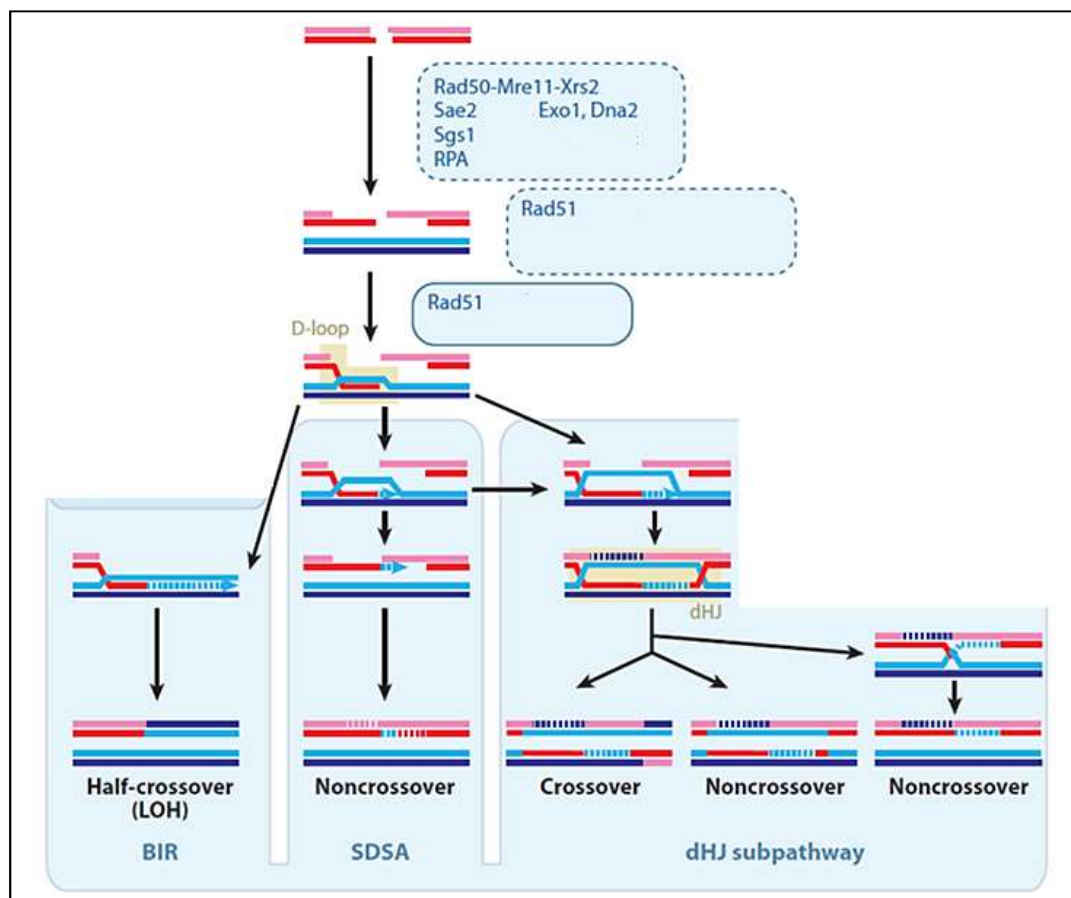 Rad50-Mre11-Xrs2
Sae2 Exo1, Dna2
Sgs1
RPA
Rad51
Rad51
D-loop
dHJ
Half-crossover
(LOH)
Noncrossover
Crossover
Noncrossover
Noncrossover
BIR
SDSA
dHJ subpathway